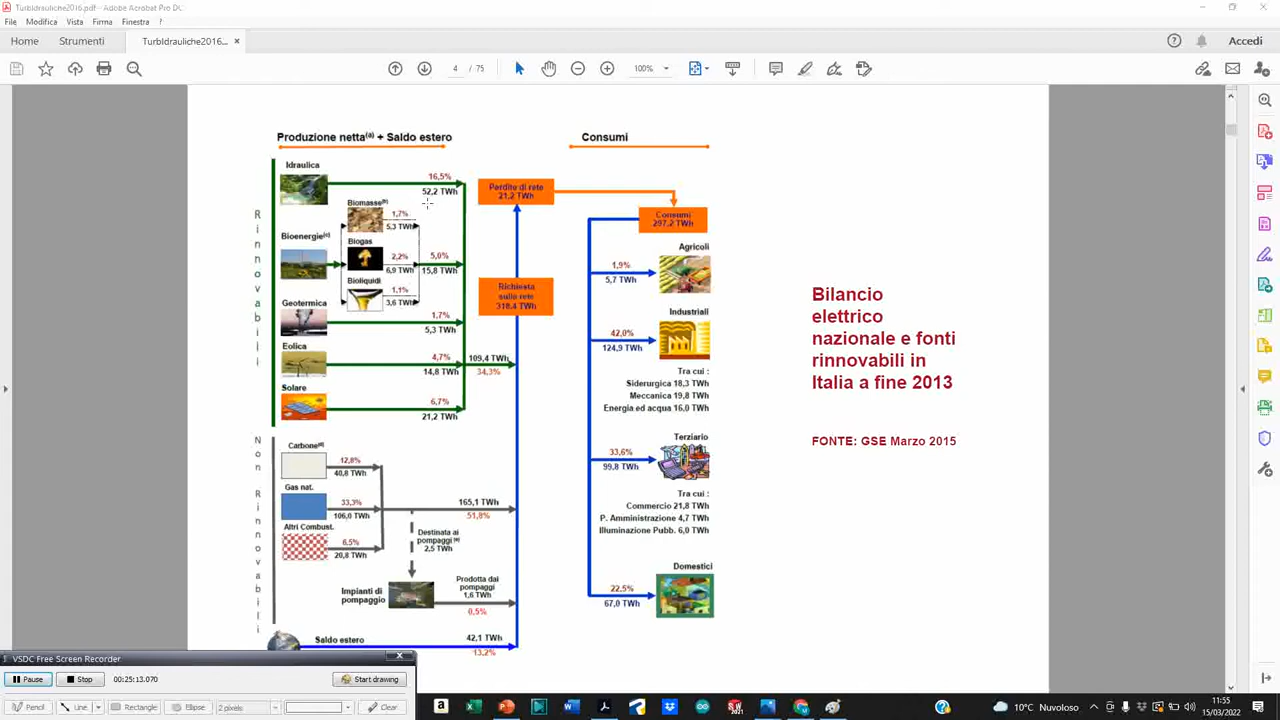 TurbIdrauliche2016.pdf - Adobe Acrobat Pro DC
File Modifica Vista Firma Finestra ?
Home Strumenti TurbIdrauliche2016... × Accedi
4 / 75 100%
Produzione netta(a) + Saldo estero
Consumi
Rinnovabili
Idraulica
16,5%
52,2 TWh
Biomasse(b)
1,7%
5,3 TWh
Bioenergie(c)
Biogas
2,2%
6,9 TWh
5,0%
15,8 TWh
Bioliquidi
1,1%
3,6 TWh
Geotermica
1,7%
5,3 TWh
Eolica
4,7%
14,8 TWh
109,4 TWh
34,3%
Solare
6,7%
21,2 TWh
Non Rinnovabili
Carbone(d)
12,8%
40,8 TWh
Gas nat.
33,3%
106,0 TWh
165,1 TWh
51,8%
Altri Combust.
6,5%
20,8 TWh
Destinata ai
pompaggi (e)
2,5 TWh
Impianti di
pompaggio
Prodotta dai
pompaggi
1,6 TWh
0,5%
Saldo estero
42,1 TWh
13,2%
Perdite di rete
21,2 TWh
Richiesta
sulla rete
318,4 TWh
Consumi
297,2 TWh
Agricoli
1,9%
5,7 TWh
Industriali
42,0%
124,9 TWh
Tra cui :
Siderurgica 18,3 TWh
Meccanica 19,8 TWh
Energia ed acqua 16,0 TWh
Terziario
33,6%
99,8 TWh
Tra cui :
Commercio 21,8 TWh
P. Amministrazione 4,7 TWh
Illuminazione Pubb. 6,0 TWh
Domestici
22,5%
67,0 TWh
Bilancio
elettrico
nazionale e fonti
rinnovabili in
Italia a fine 2013
FONTE: GSE Marzo 2015
VSDC Free Screen Recorder
Pause Stop 00:25:13.070 Start drawing
Pencil Line Rectangle Ellipse 2 pixels Clear
10°C Nuvoloso
11:55
15/03/2022